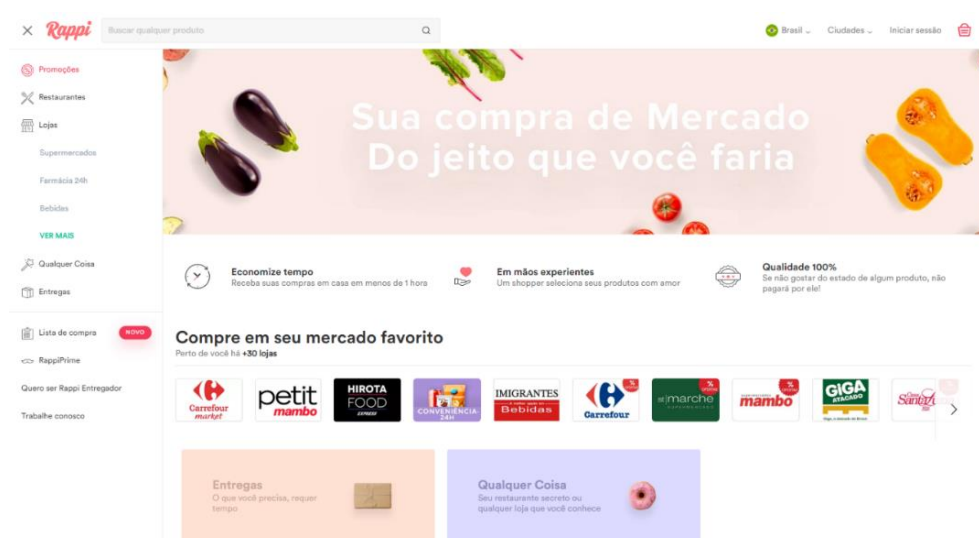 Rappi
Buscar qualquer produto
Brasil
Ciudades
Iniciar sessão
Promoções
Restaurantes
Lojas
Supermercados
Farmácia 24h
Bebidas
VER MAIS
Qualquer Coisa
Entregas
Lista de compra
NOVO
RappiPrime
Quero ser Rappi Entregador
Trabalhe conosco
Sua compra de Mercado
Do jeito que você faria
Economize tempo
Receba suas compras em casa em menos de 1 hora
Em mãos experientes
Um shopper seleciona seus produtos com amor
Qualidade 100%
Se não gostar do estado de algum produto, não
pagará por ele!
Compre em seu mercado favorito
Perto de você há +30 lojas
Carrefour
market
petit
mambo
HIROTA
FOOD
EXPRESS
CONVENIÊNCIA
24H
IMIGRANTES
Bebidas
Carrefour
%
st marche
%
mambo
%
GIGA
ATACADO
Santa
Entregas
O que você precisa, requer
tempo
Qualquer Coisa
Seu restaurante secreto ou
qualquer loja que você conhece